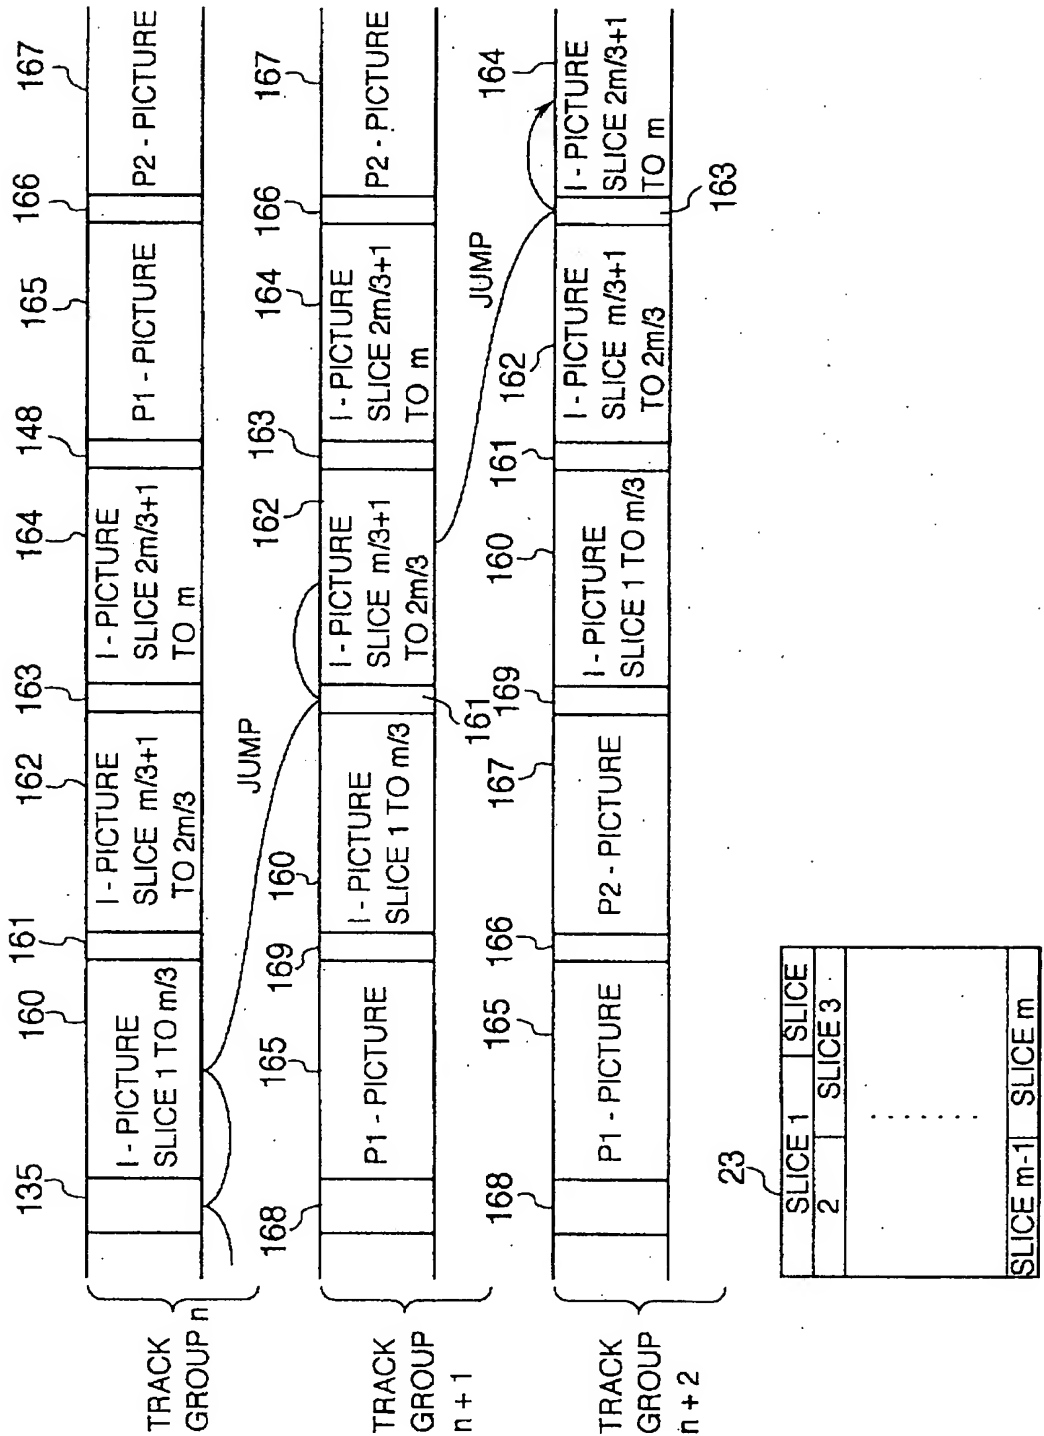 TRACK
GROUP n
135
160
161
162
163
164
148
165
166
167
I - PICTURE
SLICE 1 TO m/3
I - PICTURE
SLICE m/3+1
TO 2m/3
I - PICTURE
SLICE 2m/3+1
TO m
P1 - PICTURE
P2 - PICTURE
JUMP
TRACK
GROUP
n + 1
168
165
169
160
161
162
163
164
166
167
P1 - PICTURE
I - PICTURE
SLICE 1 TO m/3
I - PICTURE
SLICE m/3+1
TO 2m/3
I - PICTURE
SLICE 2m/3+1
TO m
P2 - PICTURE
JUMP
TRACK
GROUP
n + 2
168
165
166
167
169
160
161
162
163
164
P1 - PICTURE
P2 - PICTURE
I - PICTURE
SLICE 1 TO m/3
I - PICTURE
SLICE m/3+1
TO 2m/3
I - PICTURE
SLICE 2m/3+1
TO m
23
SLICE 1 SLICE
2 SLICE 3
SLICE m-1 SLICE m